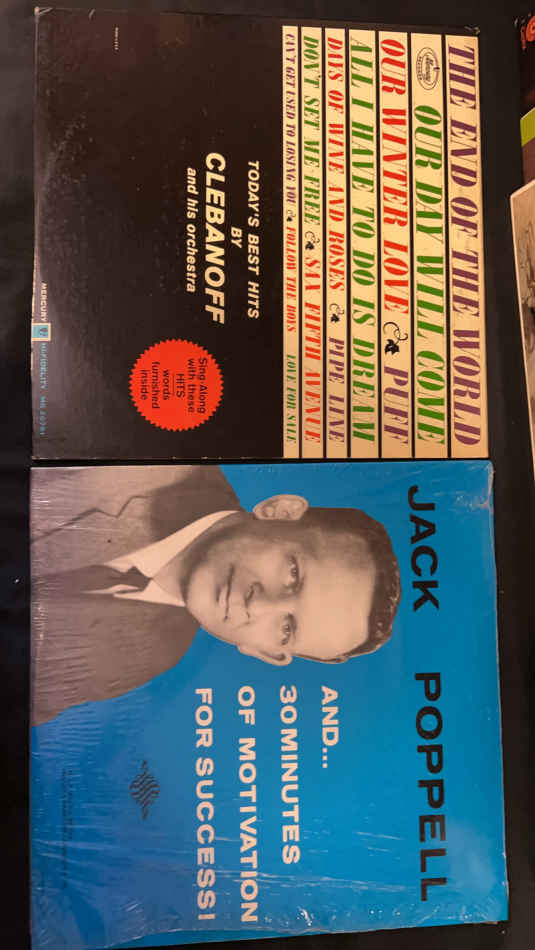 THE END OF THE WORLD
Mercury
OUR DAY WILL COME
OUR WINTER LOVE & PUFF
ALL I HAVE TO DO IS DREAM
DAYS OF WINE AND ROSES & PIPE LINE
DON'T SET ME FREE & SAX FIFTH AVENUE
CAN'T GET USED TO LOSING YOU & FOLLOW THE BOYS LOVE FOR SALE
TODAY'S BEST HITS
BY
CLEBANOFF
and his orchestra
Sing-Along
with these
HITS
words
furnished
inside
MERCURY HI-FIDELITY
JACK POPPELL
AND...
30 MINUTES
OF MOTIVATION
FOR SUCCESS!